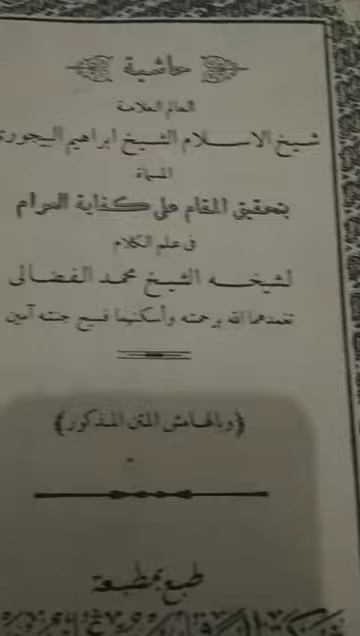 حاشية
العالم العلامة
شيخ الاسلام الشيخ ابراهيم البيجورى
المسماة
بتحقيق المقام على كفاية العوام
فى علم الكلام
لشيخه الشيخ محمد الفضالى
تغمدهما الله برحمته وأسكنهما فسيح جنته آمين
﴿وبالهامش المتن المذكور﴾
طبع بمطبعة